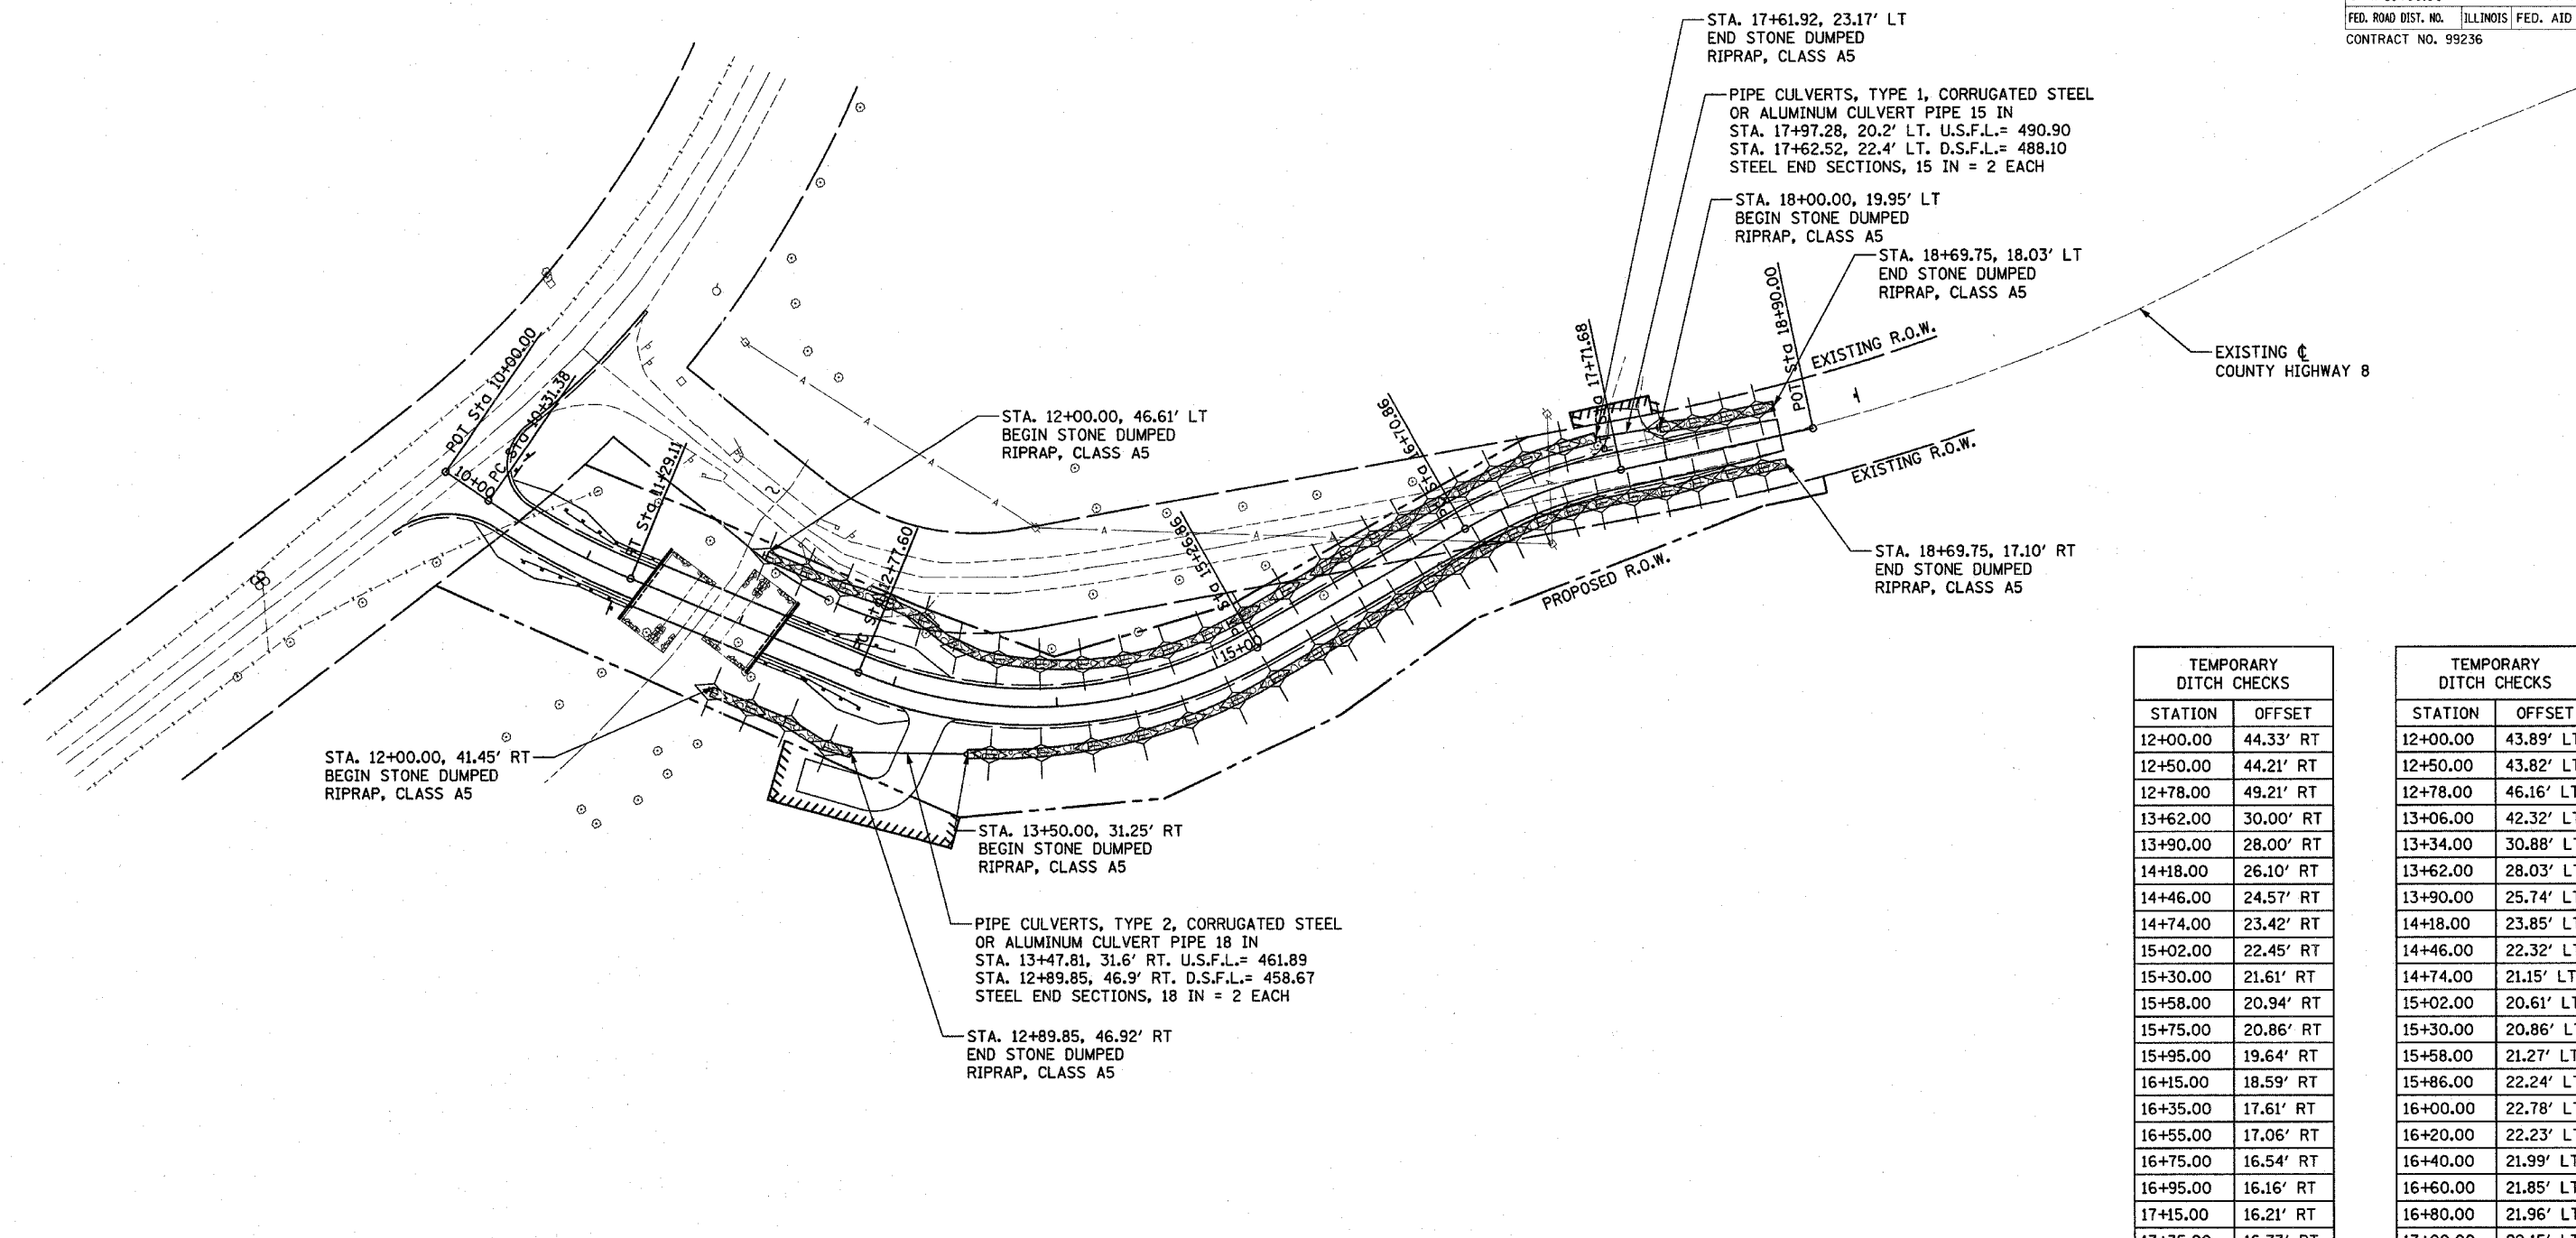 FED. ROAD DIST. NO. ILLINOIS FED. AID
CONTRACT NO. 99236
STA. 17+61.92, 23.17' LT
END STONE DUMPED
RIPRAP, CLASS A5
PIPE CULVERTS, TYPE 1, CORRUGATED STEEL
OR ALUMINUM CULVERT PIPE 15 IN
STA. 17+97.28, 20.2' LT. U.S.F.L.= 490.90
STA. 17+62.52, 22.4' LT. D.S.F.L.= 488.10
STEEL END SECTIONS, 15 IN = 2 EACH
STA. 18+00.00, 19.95' LT
BEGIN STONE DUMPED
RIPRAP, CLASS A5
STA. 18+69.75, 18.03' LT
END STONE DUMPED
RIPRAP, CLASS A5
POT Sta 18+90.00
EXISTING R.O.W.
EXISTING ℄
COUNTY HIGHWAY 8
17+71.68
16+70.86
POT Sta 10+00.00
PC Sta 10+31.38
10+00
PT Sta 11+29.11
STA. 12+00.00, 46.61' LT
BEGIN STONE DUMPED
RIPRAP, CLASS A5
A
A
A
A
A
PC Sta 12+77.60
Sta 15+26.86
15+00
EXISTING R.O.W.
PROPOSED R.O.W.
STA. 18+69.75, 17.10' RT
END STONE DUMPED
RIPRAP, CLASS A5
STA. 12+00.00, 41.45' RT
BEGIN STONE DUMPED
RIPRAP, CLASS A5
STA. 13+50.00, 31.25' RT
BEGIN STONE DUMPED
RIPRAP, CLASS A5
PIPE CULVERTS, TYPE 2, CORRUGATED STEEL
OR ALUMINUM CULVERT PIPE 18 IN
STA. 13+47.81, 31.6' RT. U.S.F.L.= 461.89
STA. 12+89.85, 46.9' RT. D.S.F.L.= 458.67
STEEL END SECTIONS, 18 IN = 2 EACH
STA. 12+89.85, 46.92' RT
END STONE DUMPED
RIPRAP, CLASS A5
TEMPORARY
DITCH CHECKS
STATION OFFSET
12+00.00 44.33' RT
12+50.00 44.21' RT
12+78.00 49.21' RT
13+62.00 30.00' RT
13+90.00 28.00' RT
14+18.00 26.10' RT
14+46.00 24.57' RT
14+74.00 23.42' RT
15+02.00 22.45' RT
15+30.00 21.61' RT
15+58.00 20.94' RT
15+75.00 20.86' RT
15+95.00 19.64' RT
16+15.00 18.59' RT
16+35.00 17.61' RT
16+55.00 17.06' RT
16+75.00 16.54' RT
16+95.00 16.16' RT
17+15.00 16.21' RT
TEMPORARY
DITCH CHECKS
STATION OFFSET
12+00.00 43.89' LT
12+50.00 43.82' LT
12+78.00 46.16' LT
13+06.00 42.32' LT
13+34.00 30.88' LT
13+62.00 28.03' LT
13+90.00 25.74' LT
14+18.00 23.85' LT
14+46.00 22.32' LT
14+74.00 21.15' LT
15+02.00 20.61' LT
15+30.00 20.86' LT
15+58.00 21.27' LT
15+86.00 22.24' LT
16+00.00 22.78' LT
16+20.00 22.23' LT
16+40.00 21.99' LT
16+60.00 21.85' LT
16+80.00 21.96' LT